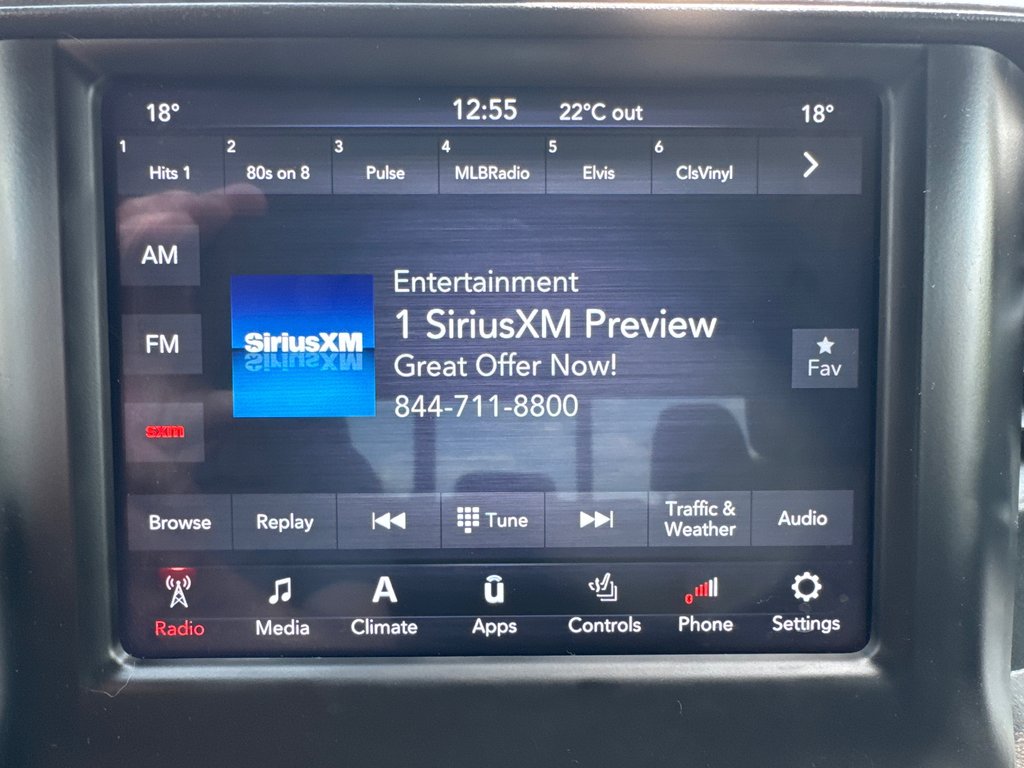 18° 12:55 22°C out 18°
1 2 3 4 5 6
Hits 1 80s on 8 Pulse MLBRadio Elvis ClsVinyl
AM
FM
sxm
SiriusXM
Entertainment
1 SiriusXM Preview
Great Offer Now!
844-711-8800
Fav
Browse Replay Tune Traffic & Weather Audio
A
û
0
Radio Media Climate Apps Controls Phone Settings